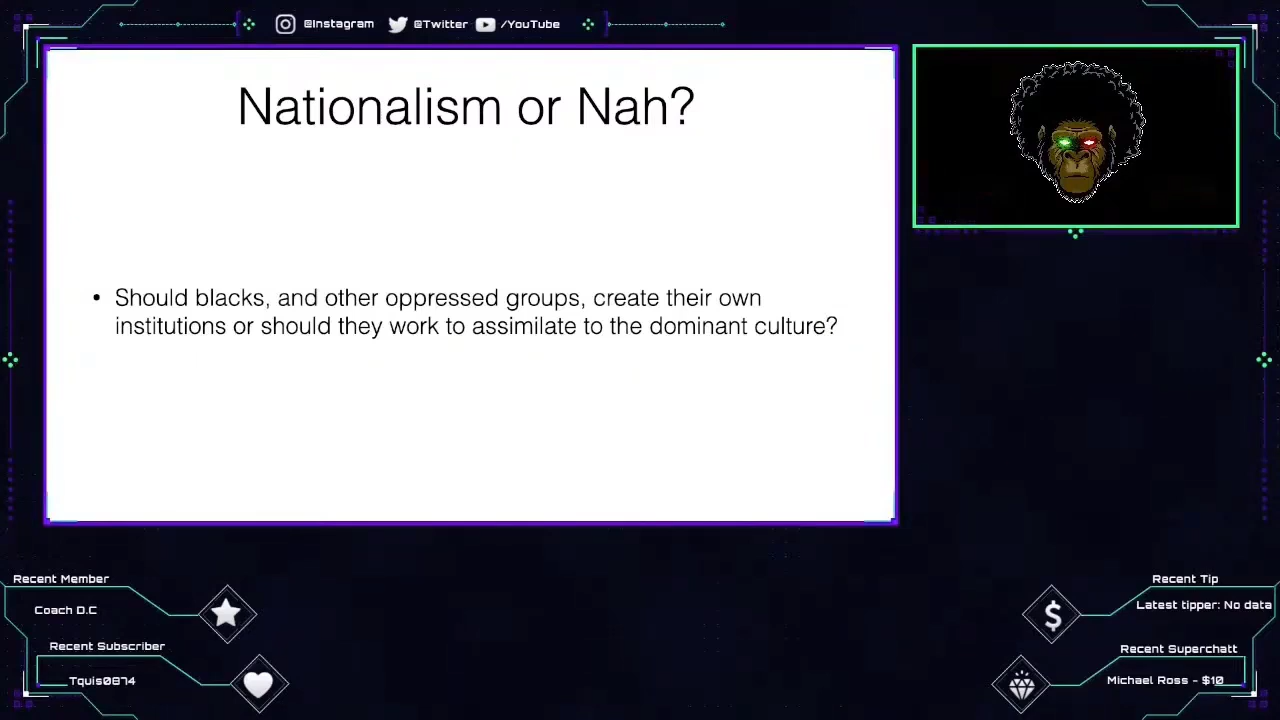 @Instagram @Twitter /YouTube
Nationalism or Nah?
• Should blacks, and other oppressed groups, create their own
institutions or should they work to assimilate to the dominant culture?
Recent Member
Coach D.C
Recent Subscriber
Tquis0874
Recent Tip
Latest tipper: No data
Recent Superchatt
Michael Ross - $10